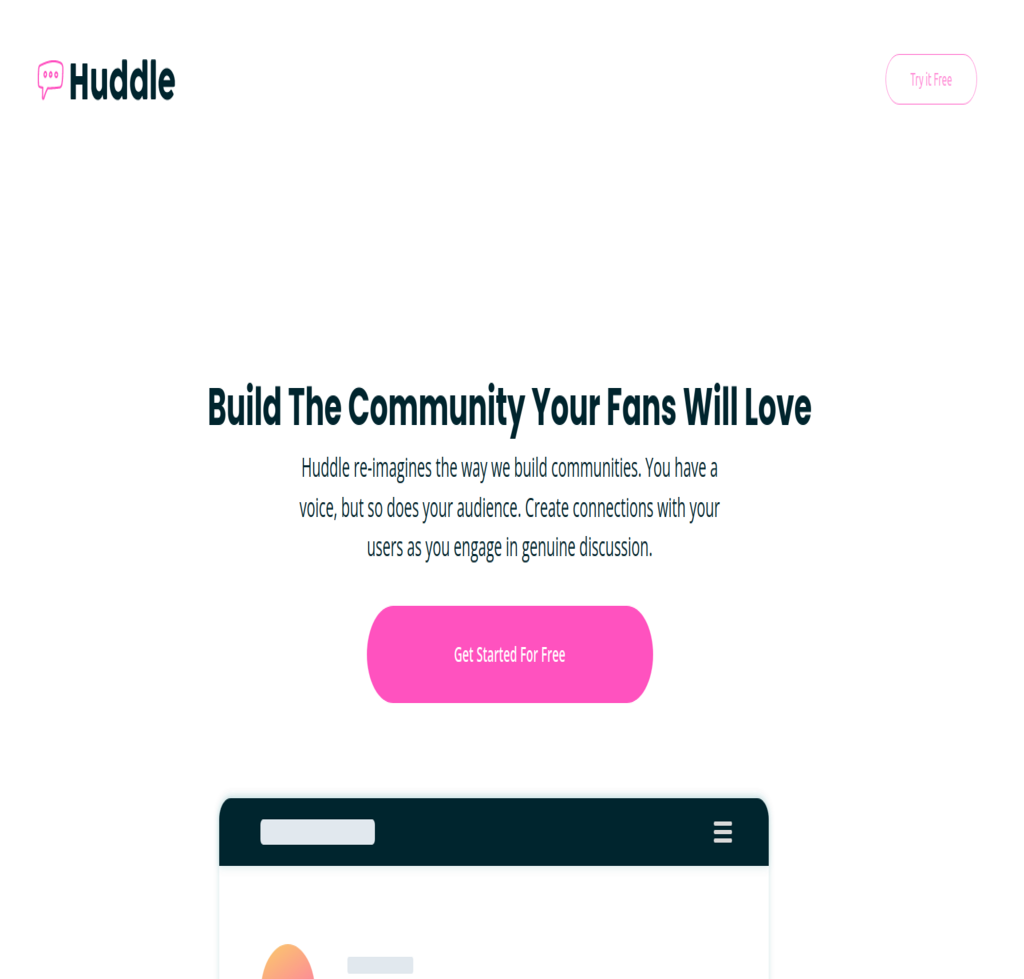 Huddle
Try it Free
Build The Community Your Fans Will Love
Huddle re-imagines the way we build communities. You have a
voice, but so does your audience. Create connections with your
users as you engage in genuine discussion.
Get Started For Free